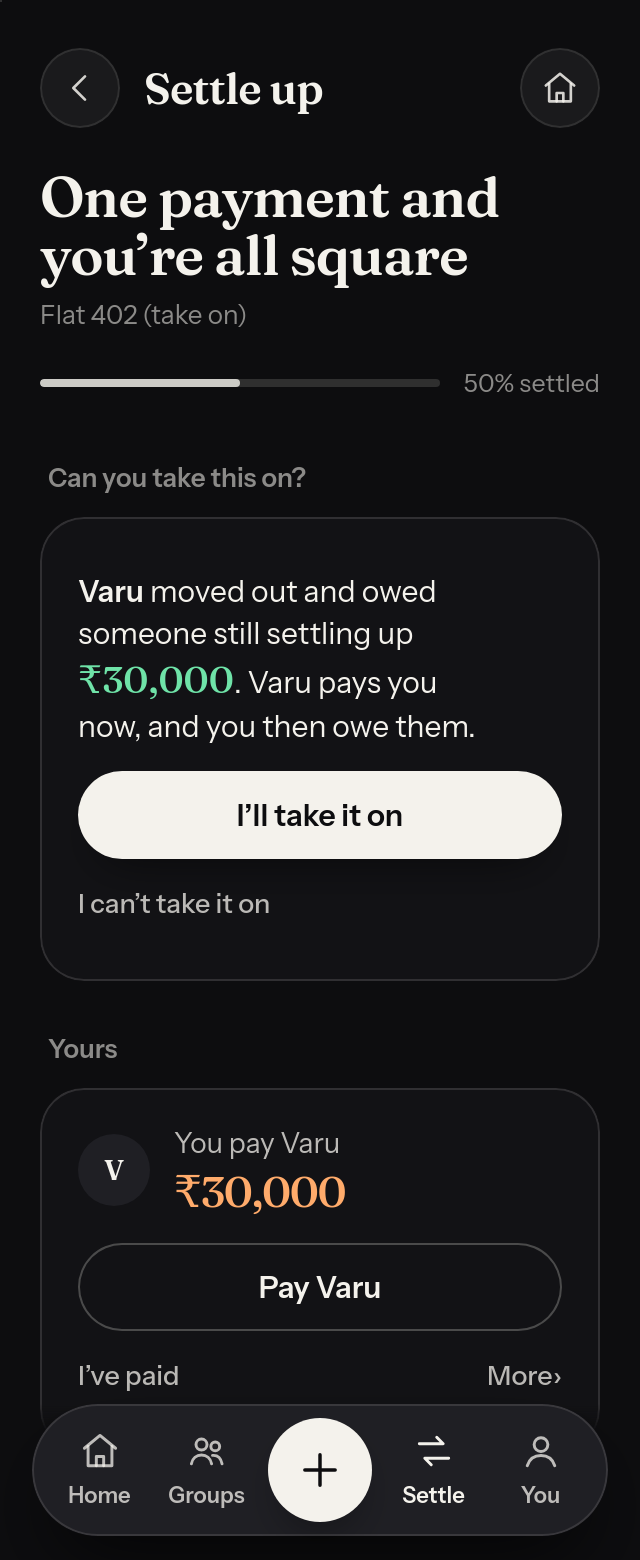 Settle up
One payment and
you’re all square
Flat 402 (take on)
50% settled
Can you take this on?
Varu moved out and owed
someone still settling up
₹30,000. Varu pays you
now, and you then owe them.
I’ll take it on
I can’t take it on
Yours
V
You pay Varu
₹30,000
Pay Varu
I’ve paid
More›
Home
Groups
Settle
You